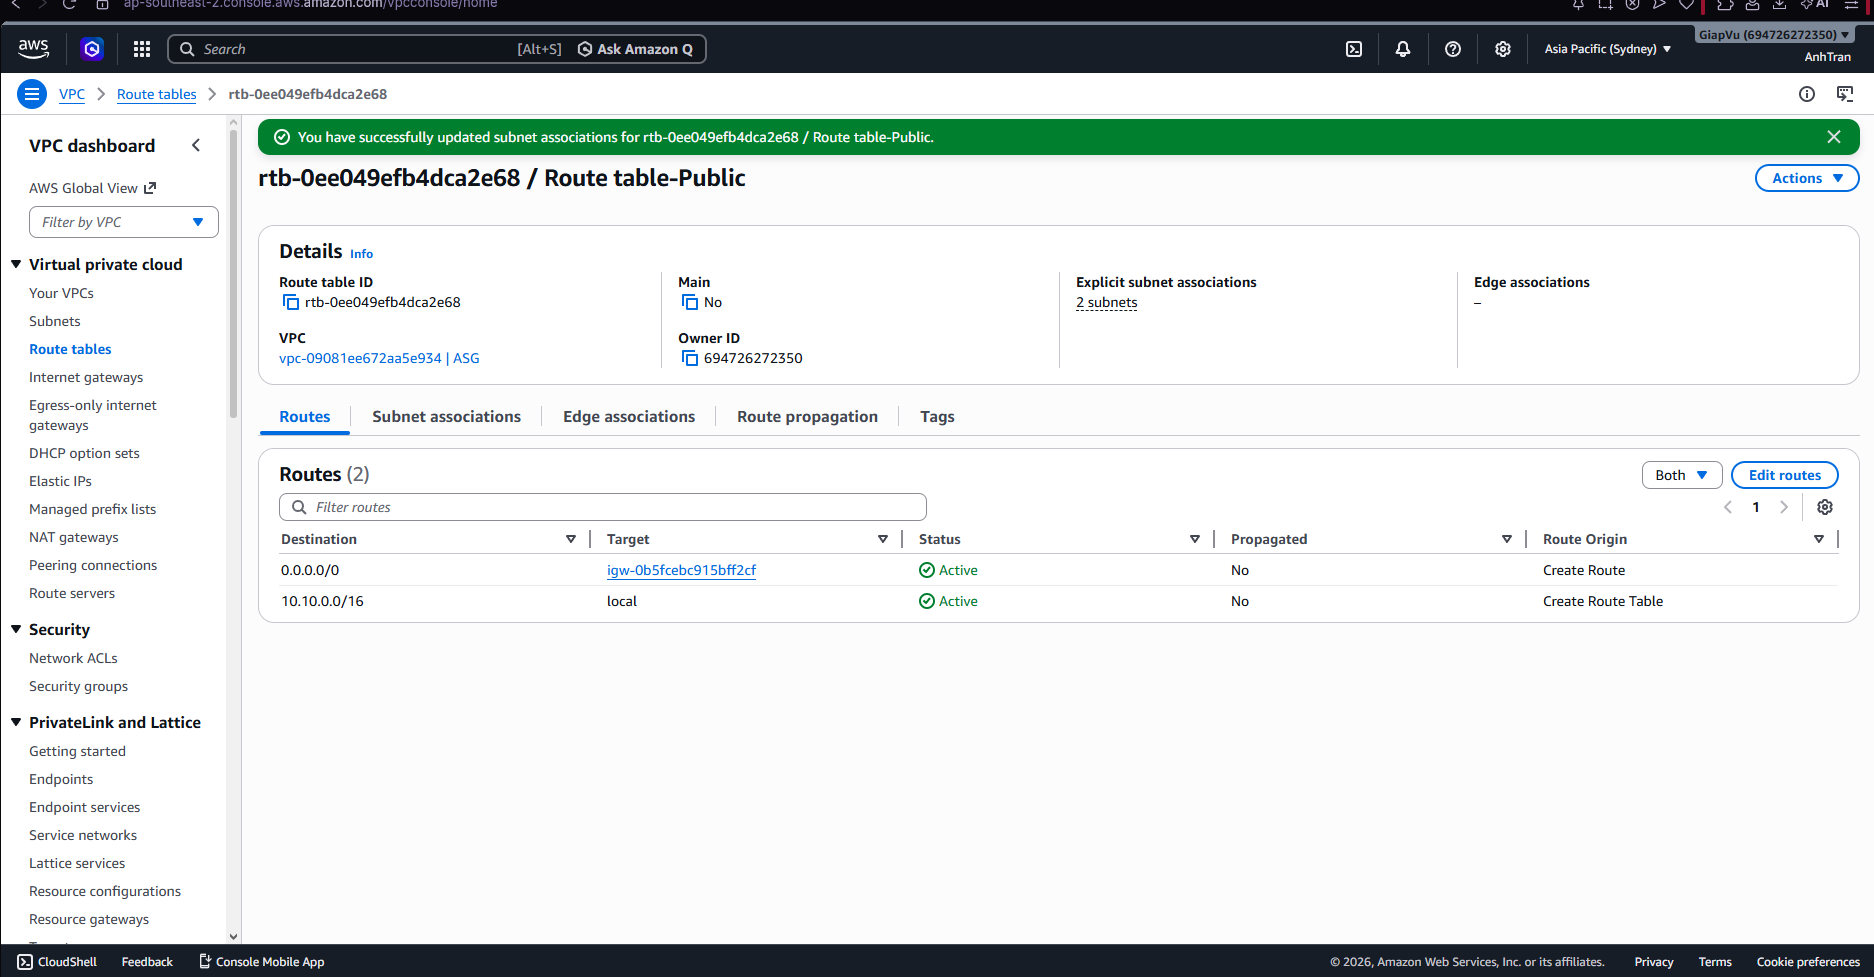 ap-southeast-2.console.aws.amazon.com/vpcconsole/home
AI
aws
Search
[Alt+S]
Ask Amazon Q
Asia Pacific (Sydney)
GiapVu (694726272350)
AnhTran
VPC
Route tables
rtb-0ee049efb4dca2e68
VPC dashboard
AWS Global View
Filter by VPC
Virtual private cloud
Your VPCs
Subnets
Route tables
Internet gateways
Egress-only internet
gateways
DHCP option sets
Elastic IPs
Managed prefix lists
NAT gateways
Peering connections
Route servers
Security
Network ACLs
Security groups
PrivateLink and Lattice
Getting started
Endpoints
Endpoint services
Service networks
Lattice services
Resource configurations
Resource gateways
You have successfully updated subnet associations for rtb-0ee049efb4dca2e68 / Route table-Public.
rtb-0ee049efb4dca2e68 / Route table-Public
Actions
Details Info
Route table ID
rtb-0ee049efb4dca2e68
Main
No
Explicit subnet associations
2 subnets
Edge associations
–
VPC
vpc-09081ee672aa5e934 | ASG
Owner ID
694726272350
Routes
Subnet associations
Edge associations
Route propagation
Tags
Routes (2)
Both
Edit routes
Filter routes
1
Destination Target Status Propagated Route Origin
0.0.0.0/0 igw-0b5fcebc915bff2cf Active No Create Route
10.10.0.0/16 local Active No Create Route Table
CloudShell
Feedback
Console Mobile App
© 2026, Amazon Web Services, Inc. or its affiliates.
Privacy
Terms
Cookie preferences